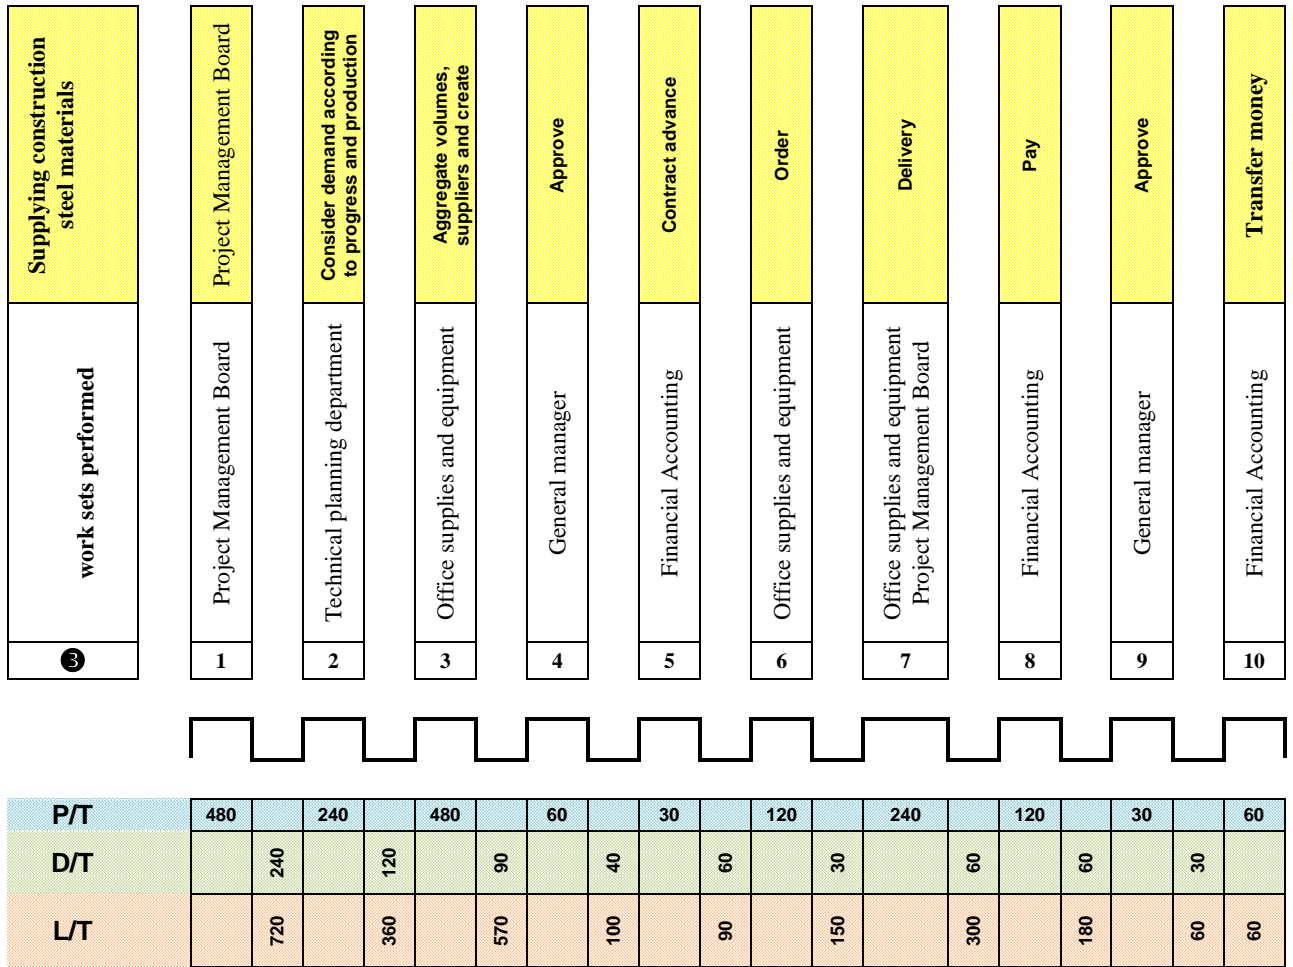 Supplying construction
steel materials
Project Management Board
Consider demand according
to progress and production
Aggregate volumes,
suppliers and create
Approve
Contract advance
Order
Delivery
Pay
Approve
Transfer money
work sets performed
Project Management Board
Technical planning department
Office supplies and equipment
General manager
Financial Accounting
Office supplies and equipment
Office supplies and equipment
Project Management Board
Financial Accounting
General manager
Financial Accounting
❸ 1 2 3 4 5 6 7 8 9 10
P/T 480 240 480 60 30 120 240 120 30 60
D/T 240 120 90 40 60 30 60 60 30
L/T 720 360 570 100 90 150 300 180 60 60